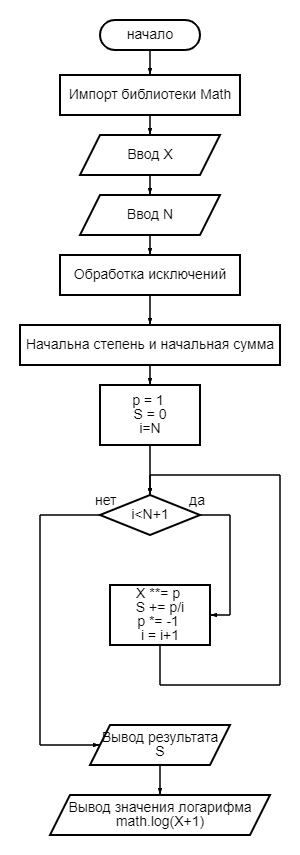 начало
Импорт библиотеки Math
Ввод X
Ввод N
Обработка исключений
Начальна степень и начальная сумма
p = 1
S = 0
i=N
нет
i<N+1
да
X **= p
S += p/i
p *= -1
i = i+1
Вывод результата
S
Вывод значения логарифма
math.log(X+1)